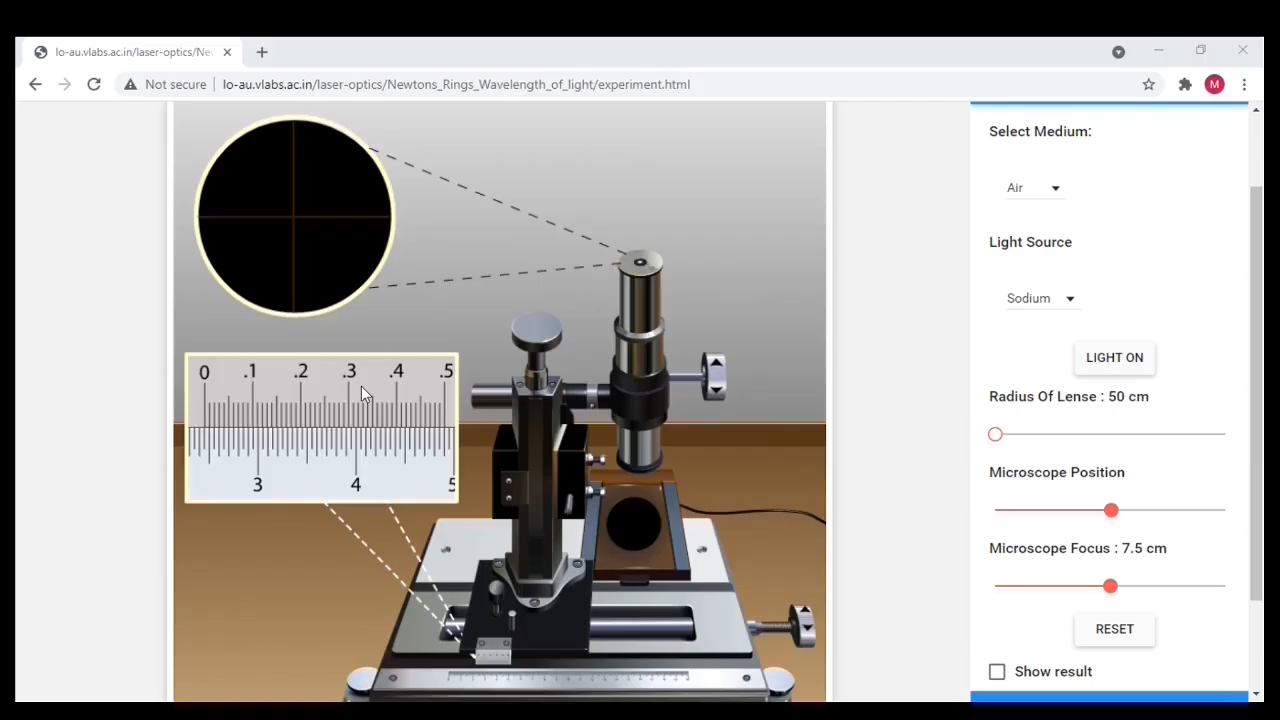 lo-au.vlabs.ac.in/laser-optics/Ne
Not secure
lo-au.vlabs.ac.in/laser-optics/Newtons_Rings_Wavelength_of_light/experiment.html
M
Select Medium:
Air
Light Source
Sodium
LIGHT ON
Radius Of Lense : 50 cm
Microscope Position
Microscope Focus : 7.5 cm
RESET
Show result
0 .1 .2 .3 .4 .5
3 4 5